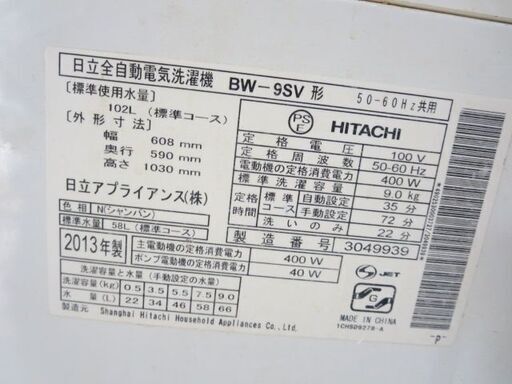 日立全自動電気洗濯機 BW-9SV 形 50-60Hz共用
〔標準使用水量〕
102L (標準コース)
〔外形寸法〕
幅 608 mm
奥行 590 mm
高さ 1030 mm
日立アプライアンス(株)
色相 N(シャンパン)
標準水量 58L (標準コース)
2013年製
PS
E
HITACHI
定格電圧 100 V
定格周波数 50-60 Hz
電動機の定格消費電力 400 W
標準洗濯容量 9.0 kg
定格時間 標準コース 自動設定 35 分
手動設定 72 分
洗いのみ 22 分
製造番号 3049939
主電動機の定格消費電力 400 W
ポンプ電動機の定格消費電力 40 W
洗濯容量と水量 (手動設定の水量)
洗濯容量(kg) 0.5 3.5 5.5 7.5 9.0
水量 (L) 22 34 46 58 66
製造元 Shanghai Hitachi Household Appliances Co.,Ltd.
S JET
G
MADE IN CHINA
-P-